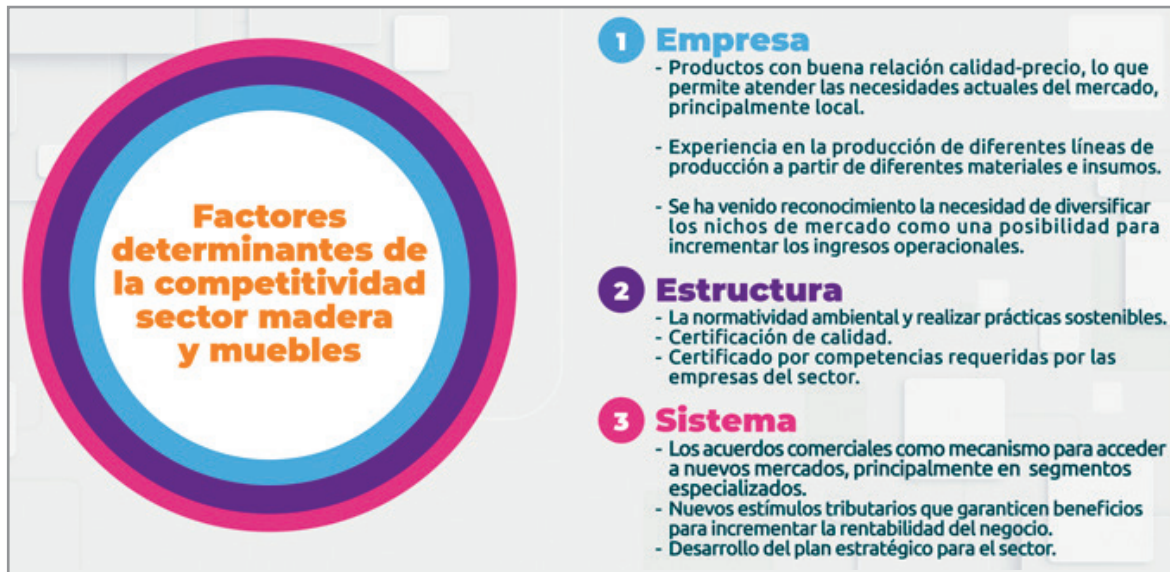 Factores
determinantes de
la competitividad
sector madera
y muebles
1 Empresa
- Productos con buena relación calidad-precio, lo que
permite atender las necesidades actuales del mercado,
principalmente local.
- Experiencia en la producción de diferentes líneas de
producción a partir de diferentes materiales e insumos.
- Se ha venido reconocimiento la necesidad de diversificar
los nichos de mercado como una posibilidad para
incrementar los ingresos operacionales.
2 Estructura
- La normatividad ambiental y realizar prácticas sostenibles.
- Certificación de calidad.
- Certificado por competencias requeridas por las
empresas del sector.
3 Sistema
- Los acuerdos comerciales como mecanismo para acceder
a nuevos mercados, principalmente en segmentos
especializados.
- Nuevos estímulos tributarios que garanticen beneficios
para incrementar la rentabilidad del negocio.
- Desarrollo del plan estratégico para el sector.